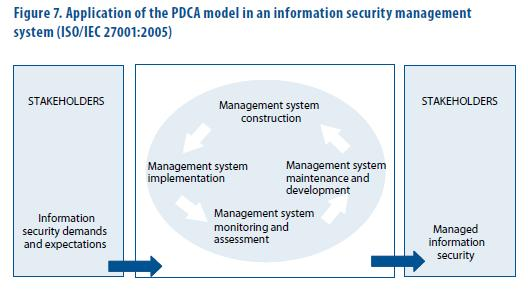 Figure 7. Application of the PDCA model in an information security management
system (ISO/IEC 27001:2005)
STAKEHOLDERS
Information
security demands
and expectations
Management system
construction
Management system
implementation
Management system
maintenance and
development
Management system
monitoring and
assessment
STAKEHOLDERS
Managed
information
security